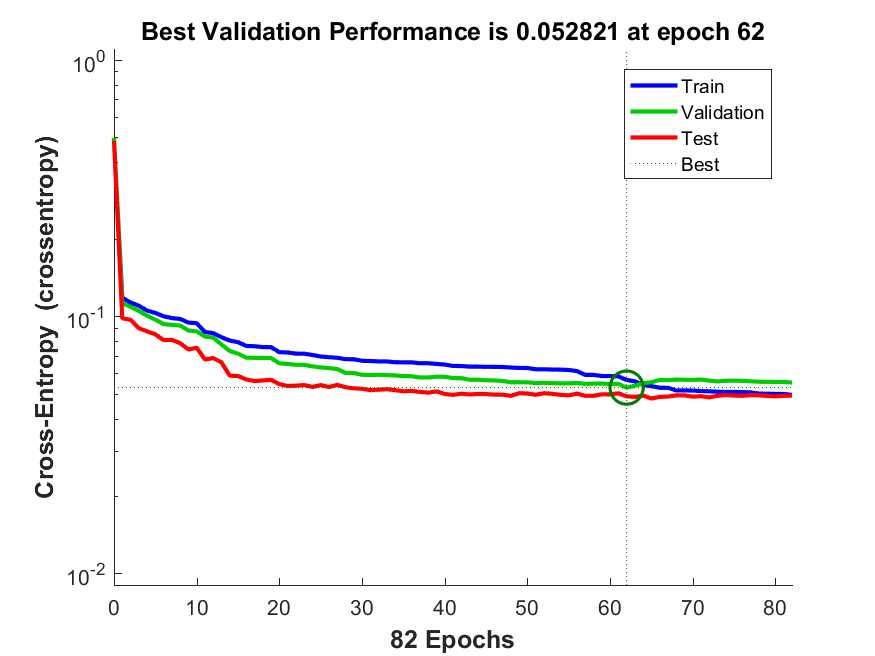 Best Validation Performance is 0.052821 at epoch 62
Cross-Entropy (crossentropy)
10^0
10^-1
10^-2
Train
Validation
Test
Best
0 10 20 30 40 50 60 70 80
82 Epochs